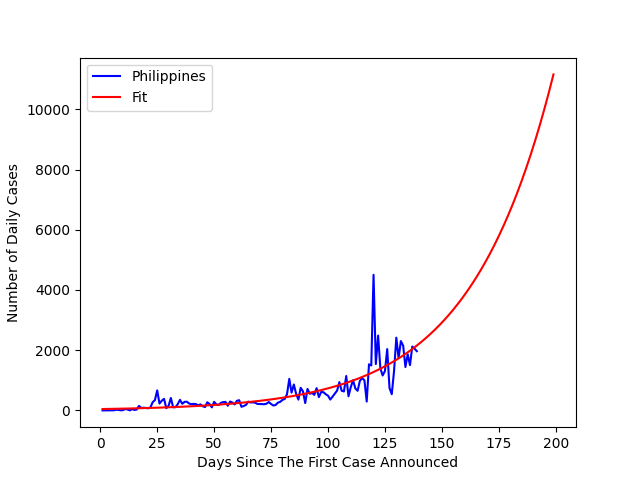 Philippines
Fit
Number of Daily Cases
10000
8000
6000
4000
2000
0
0 25 50 75 100 125 150 175 200
Days Since The First Case Announced